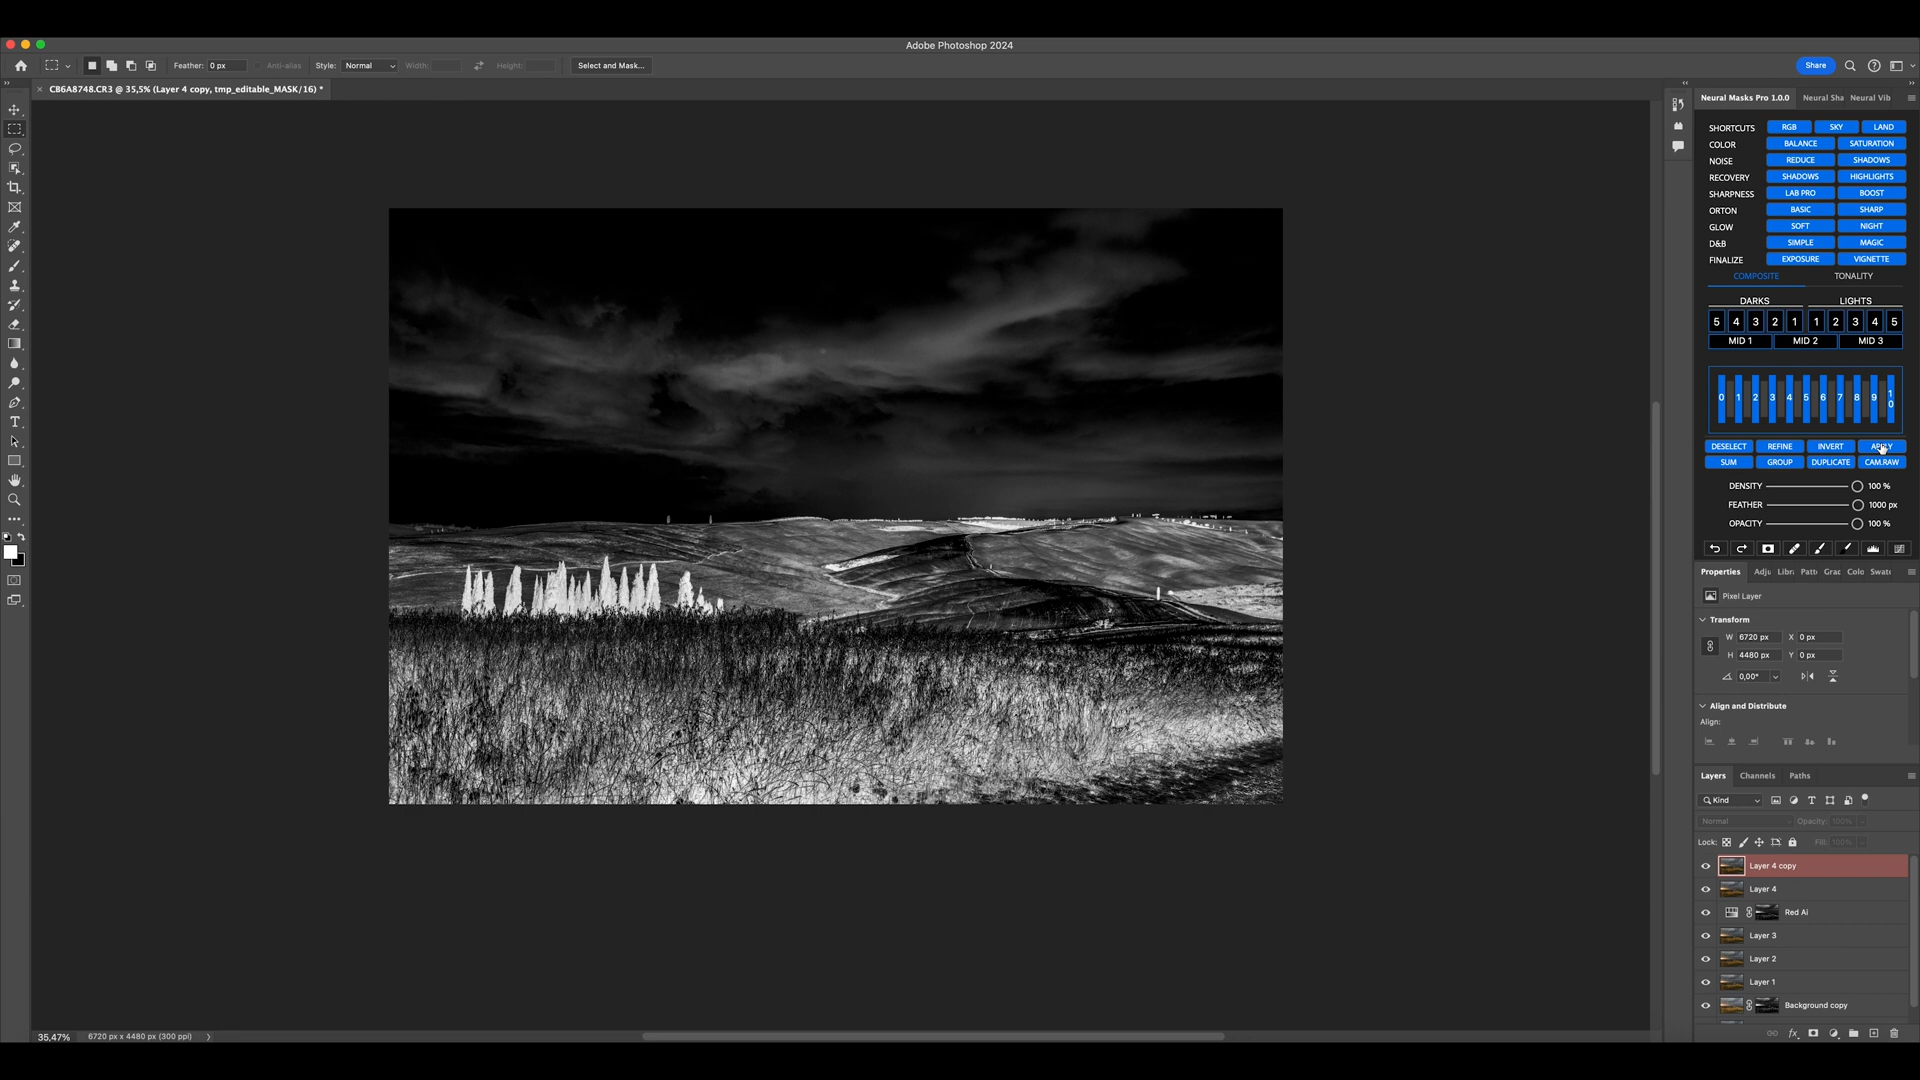 Adobe Photoshop 2024
Feather: 0 px Anti-alias Style: Normal Width: Height: Select and Mask... Share
CB6A8748.CR3 @ 35,5% (Layer 4 copy, tmp_editable_MASK/16) *
Neural Masks Pro 1.0.0 Neural Sha Neural Vib
SHORTCUTS RGB SKY LAND
COLOR BALANCE SATURATION
NOISE REDUCE SHADOWS
RECOVERY SHADOWS HIGHLIGHTS
SHARPNESS LAB PRO BOOST
ORTON BASIC SHARP
GLOW SOFT NIGHT
D&B SIMPLE MAGIC
FINALIZE EXPOSURE VIGNETTE
COMPOSITE TONALITY
DARKS LIGHTS
5 4 3 2 1 1 2 3 4 5
MID 1 MID 2 MID 3
0 1 2 3 4 5 6 7 8 9 10
DESELECT REFINE INVERT APPLY
SUM GROUP DUPLICATE CAM.RAW
DENSITY 100 %
FEATHER 1000 px
OPACITY 100 %
Properties Adju Libra Patt Grac Colo Swatc
Pixel Layer
Transform
W 6720 px X 0 px
H 4480 px Y 0 px
0,00°
Align and Distribute
Align:
Layers Channels Paths
Kind
Normal Opacity: 100%
Lock: Fill: 100%
Layer 4 copy
Layer 4
Red Ai
Layer 3
Layer 2
Layer 1
Background copy
35,47% 6720 px x 4480 px (300 ppi)